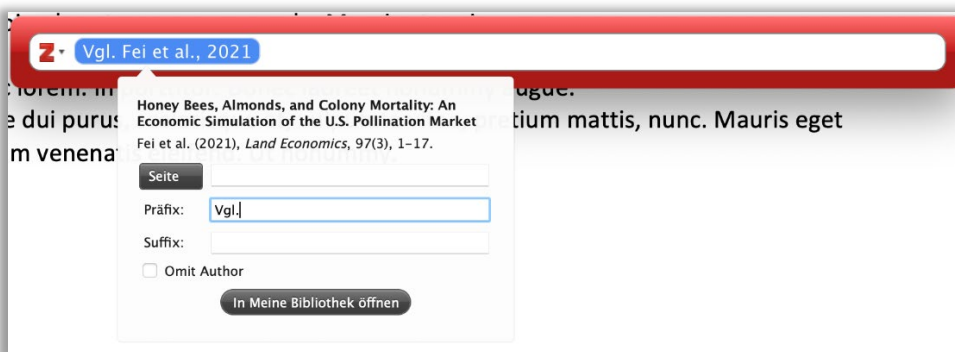 Z Vgl. Fei et al., 2021
augue.
Honey Bees, Almonds, and Colony Mortality: An
Economic Simulation of the U.S. Pollination Market
e dui purus, pretium mattis, nunc. Mauris eget
Fei et al. (2021), Land Economics, 97(3), 1–17.
Seite
Präfix: Vgl.
Suffix:
Omit Author
In Meine Bibliothek öffnen